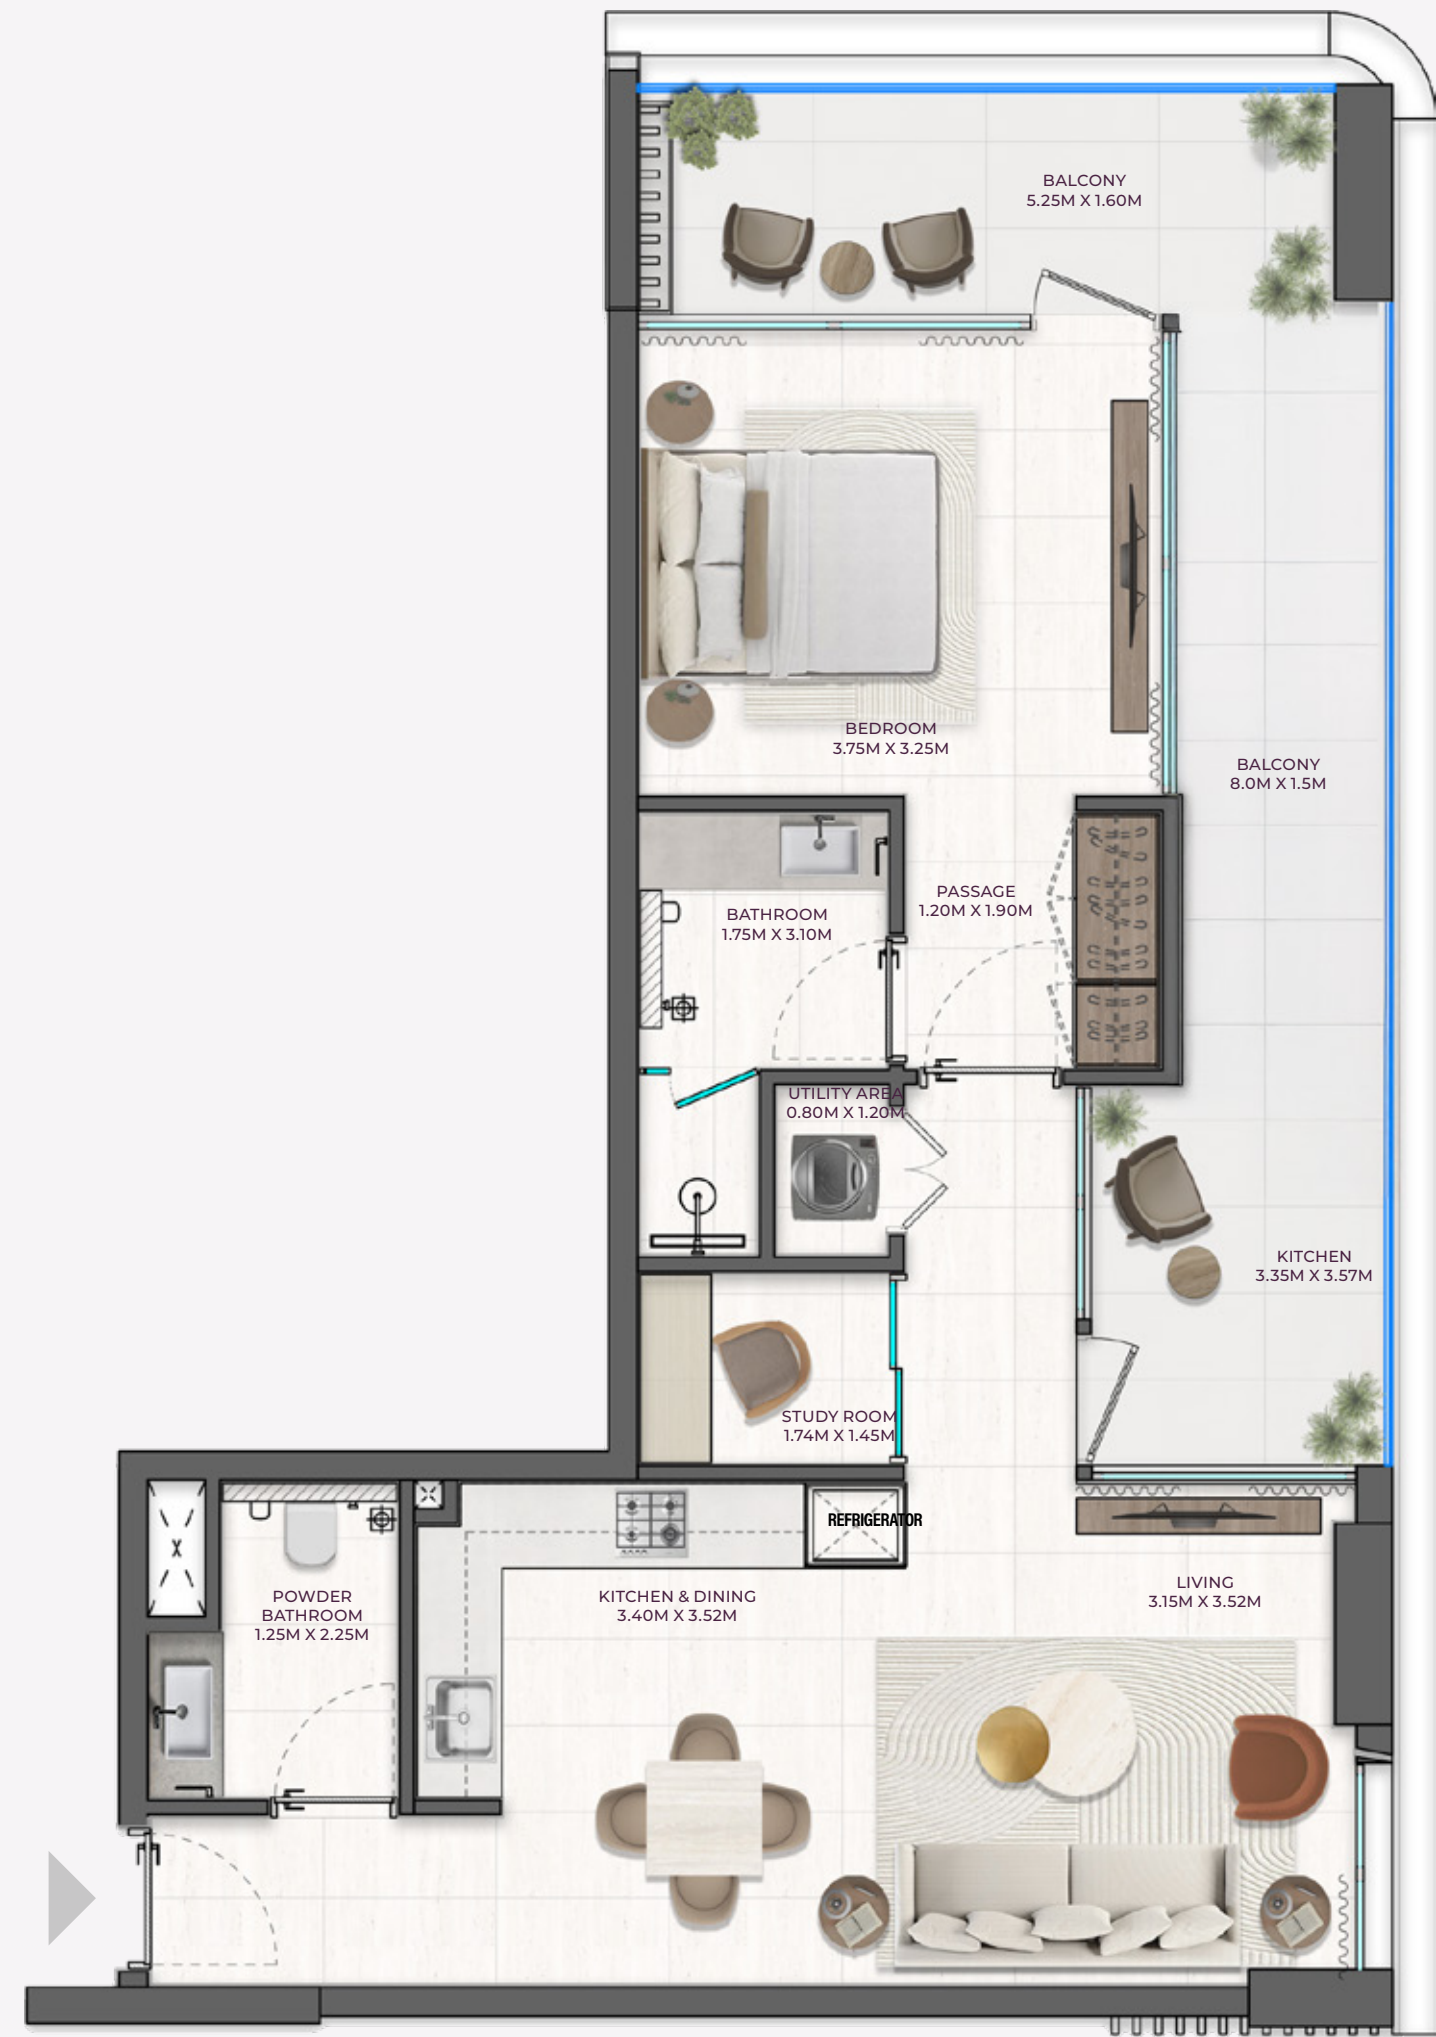 BALCONY
5.25M X 1.60M
BEDROOM
3.75M X 3.25M
BALCONY
8.0M X 1.5M
PASSAGE
1.20M X 1.90M
BATHROOM
1.75M X 3.10M
UTILITY AREA
0.80M X 1.20M
KITCHEN
3.35M X 3.57M
STUDY ROOM
1.74M X 1.45M
REFRIGERATOR
POWDER
BATHROOM
1.25M X 2.25M
KITCHEN & DINING
3.40M X 3.52M
LIVING
3.15M X 3.52M